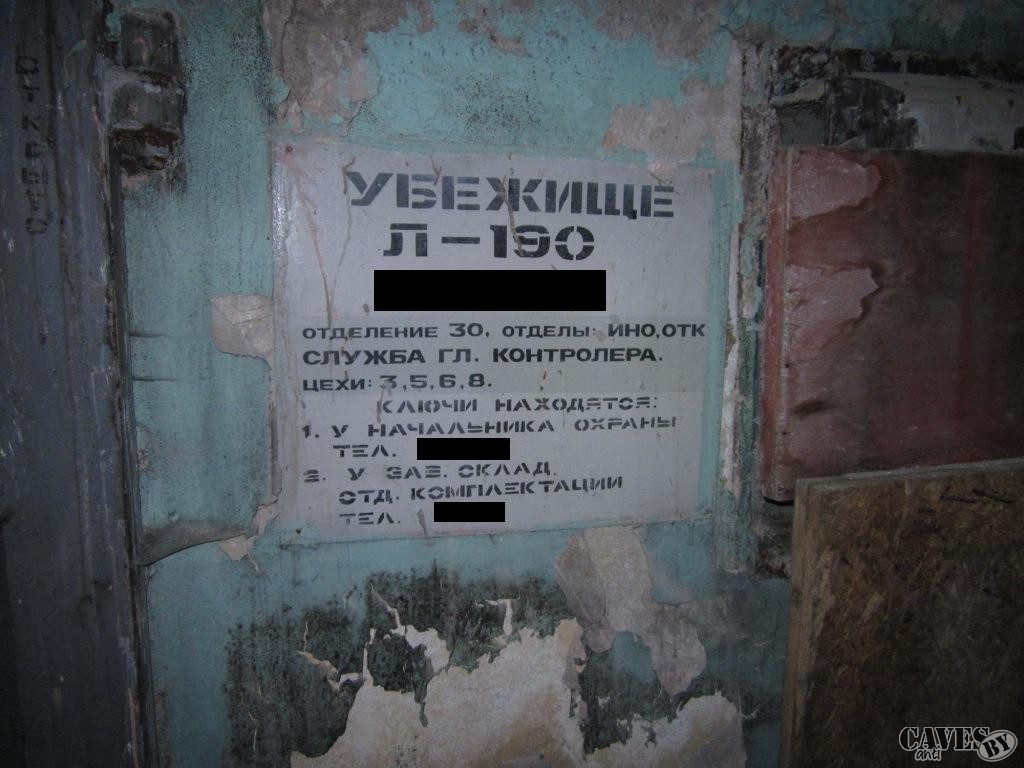 УБЕЖИЩЕ
Л-190
ОТДЕЛЕНИЕ 30, ОТДЕЛЫ: ИНО,ОТК
СЛУЖБА ГЛ. КОНТРОЛЕРА.
ЦЕХИ: 3,5,6,8.
КЛЮЧИ НАХОДЯТСЯ:
1. У НАЧАЛЬНИКА ОХРАНЫ
ТЕЛ.
2. У ЗАВ. СКЛАД.
ОТД. КОМПЛЕКТАЦИИ
ТЕЛ.
CAVES
anti
BY